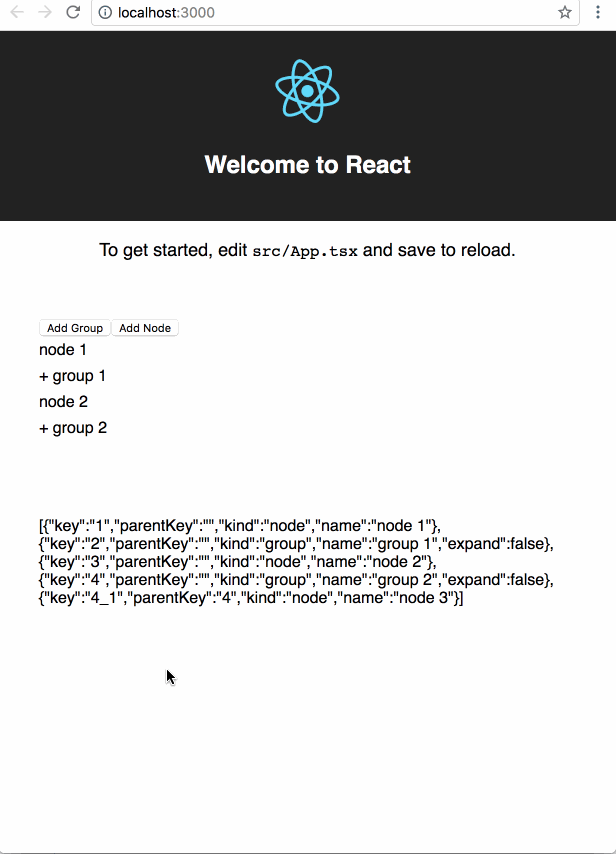 localhost:3000
Welcome to React
To get started, edit src/App.tsx and save to reload.
Add Group Add Node
node 1
+ group 1
node 2
+ group 2
[{"key":"1","parentKey":"","kind":"node","name":"node 1"},
{"key":"2","parentKey":"","kind":"group","name":"group 1","expand":false},
{"key":"3","parentKey":"","kind":"node","name":"node 2"},
{"key":"4","parentKey":"","kind":"group","name":"group 2","expand":false},
{"key":"4_1","parentKey":"4","kind":"node","name":"node 3"}]